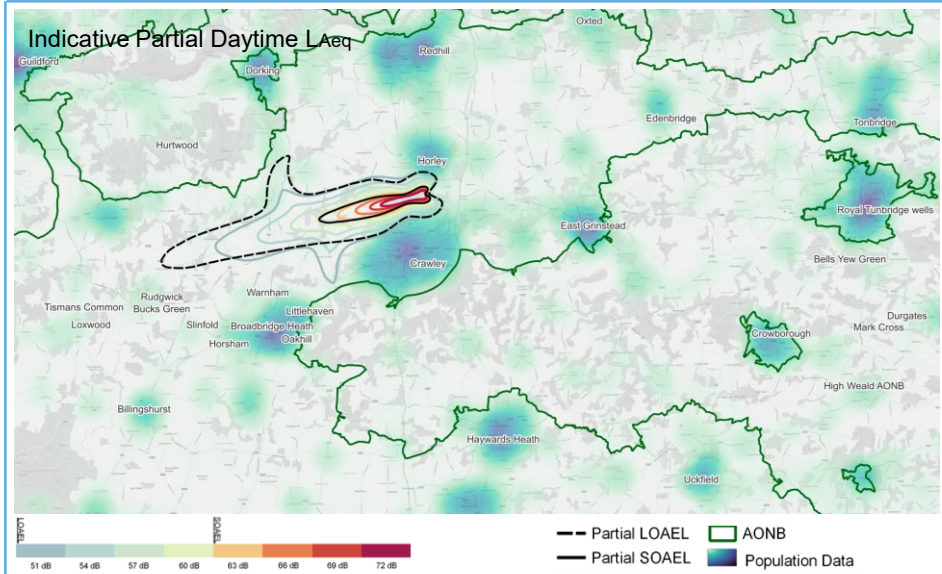 Indicative Partial Daytime LAeq
Oxted
Guildford
Redhill
Dorking
Edenbridge
Tonbridge
Hurtwood
Horley
Royal Tunbridge wells
East Grinstead
Bells Yew Green
Crawley
Warnham
Rudgwick
Tismans Common
Bucks Green
Littlehaven
Durgates
Loxwood
Slinfold
Broadbridge Heath
Mark Cross
Crowborough
Horsham
Oakhill
High Weald AONB
Billingshurst
Haywards Heath
Uckfield
LOAEL
SOAEL
51 dB 54 dB 57 dB 60 dB 63 dB 66 dB 69 dB 72 dB
Partial LOAEL
AONB
Partial SOAEL
Population Data